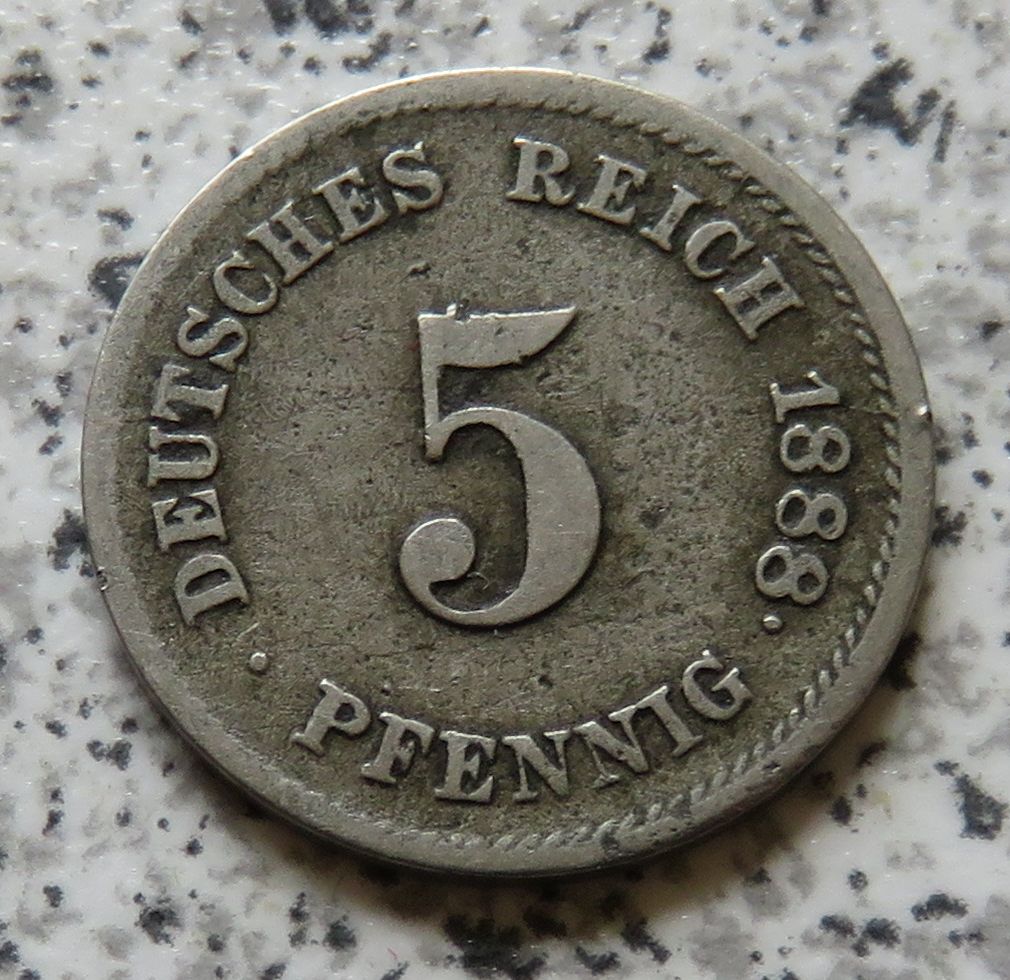 DEUTSCHES REICH 1888.
5
· PFENNIG